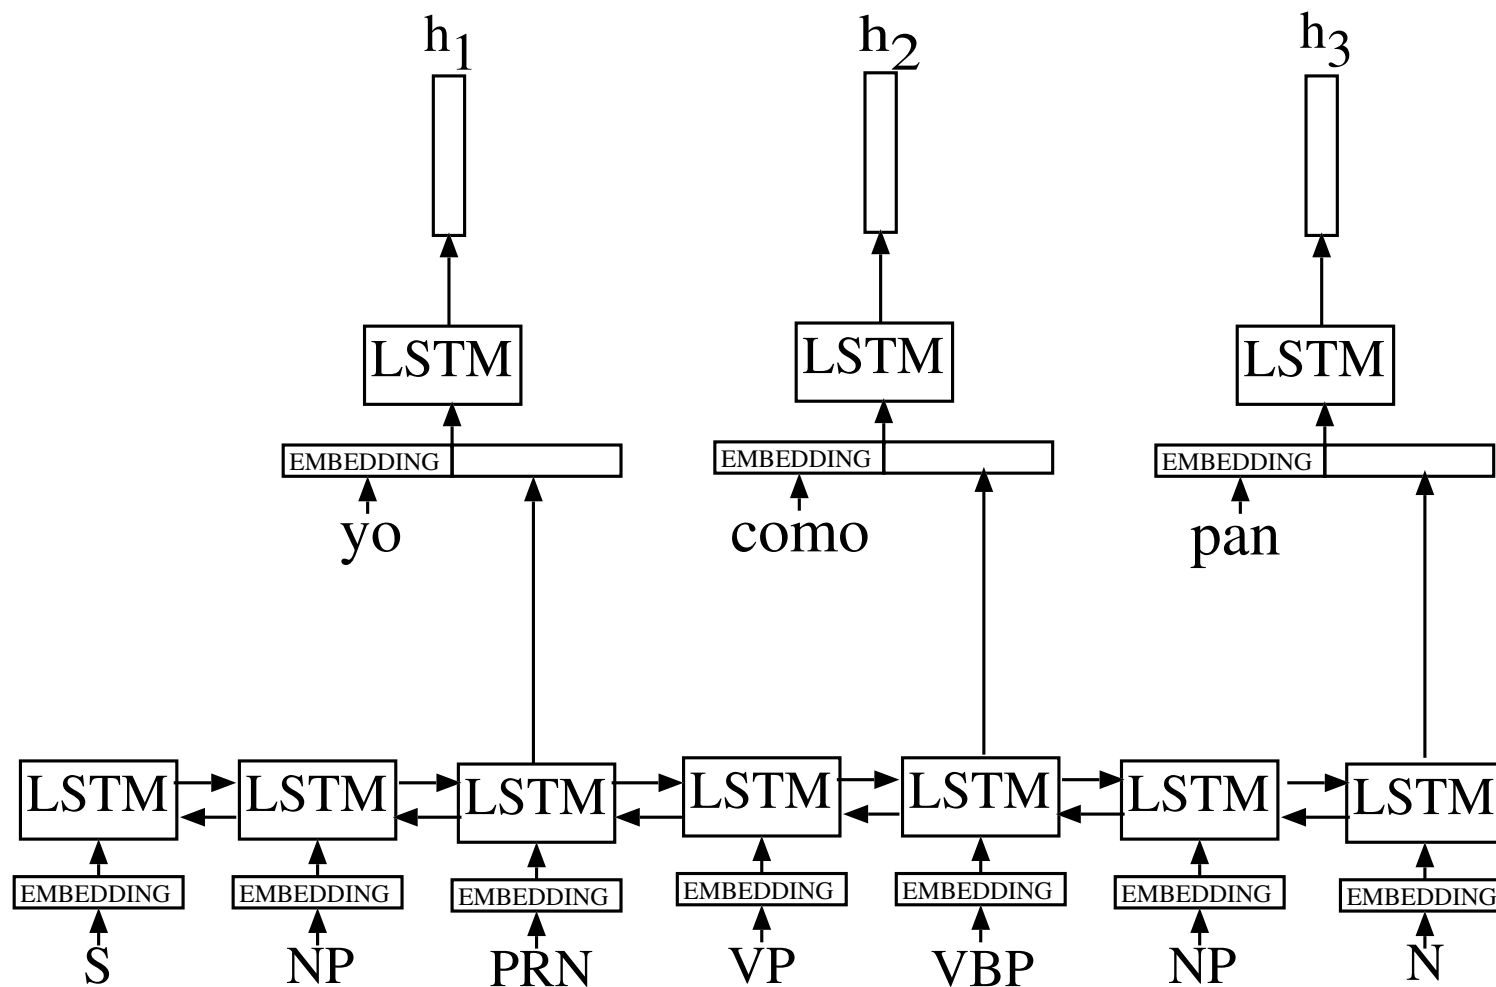 h1 h2 h3
LSTM LSTM LSTM
EMBEDDING EMBEDDING EMBEDDING
yo como pan
LSTM LSTM LSTM LSTM LSTM LSTM LSTM
EMBEDDING EMBEDDING EMBEDDING EMBEDDING EMBEDDING EMBEDDING EMBEDDING
S NP PRN VP VBP NP N